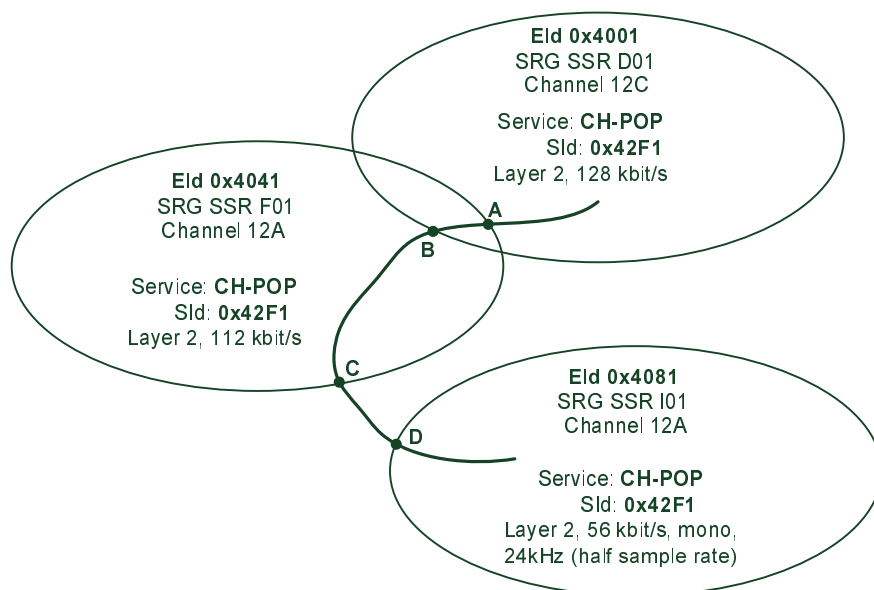 EId 0x4001
SRG SSR D01
Channel 12C
Service: CH-POP
SId: 0x42F1
Layer 2, 128 kbit/s
EId 0x4041
SRG SSR F01
Channel 12A
Service: CH-POP
SId: 0x42F1
Layer 2, 112 kbit/s
A
B
C
D
EId 0x4081
SRG SSR I01
Channel 12A
Service: CH-POP
SId: 0x42F1
Layer 2, 56 kbit/s, mono,
24kHz (half sample rate)